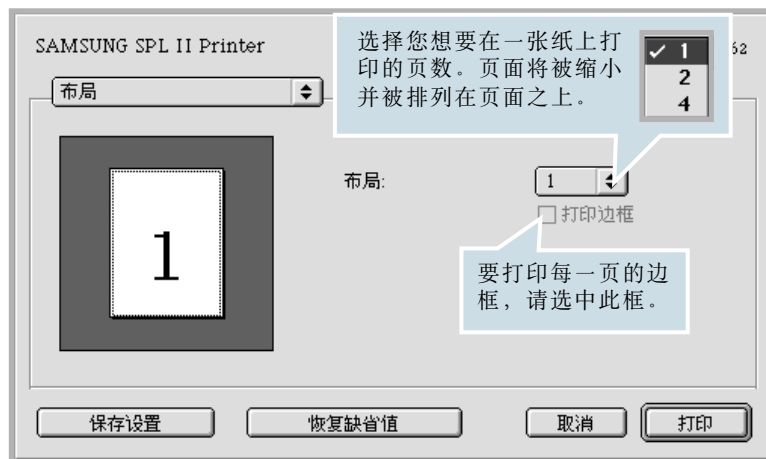 SAMSUNG SPL II Printer
62
布局
选择您想要在一张纸上打
印的页数。页面将被缩小
并被排列在页面之上。
✓ 1
2
4
1
布局:
1
打印边框
要打印每一页的边
框，请选中此框。
保存设置
恢复缺省值
取消
打印